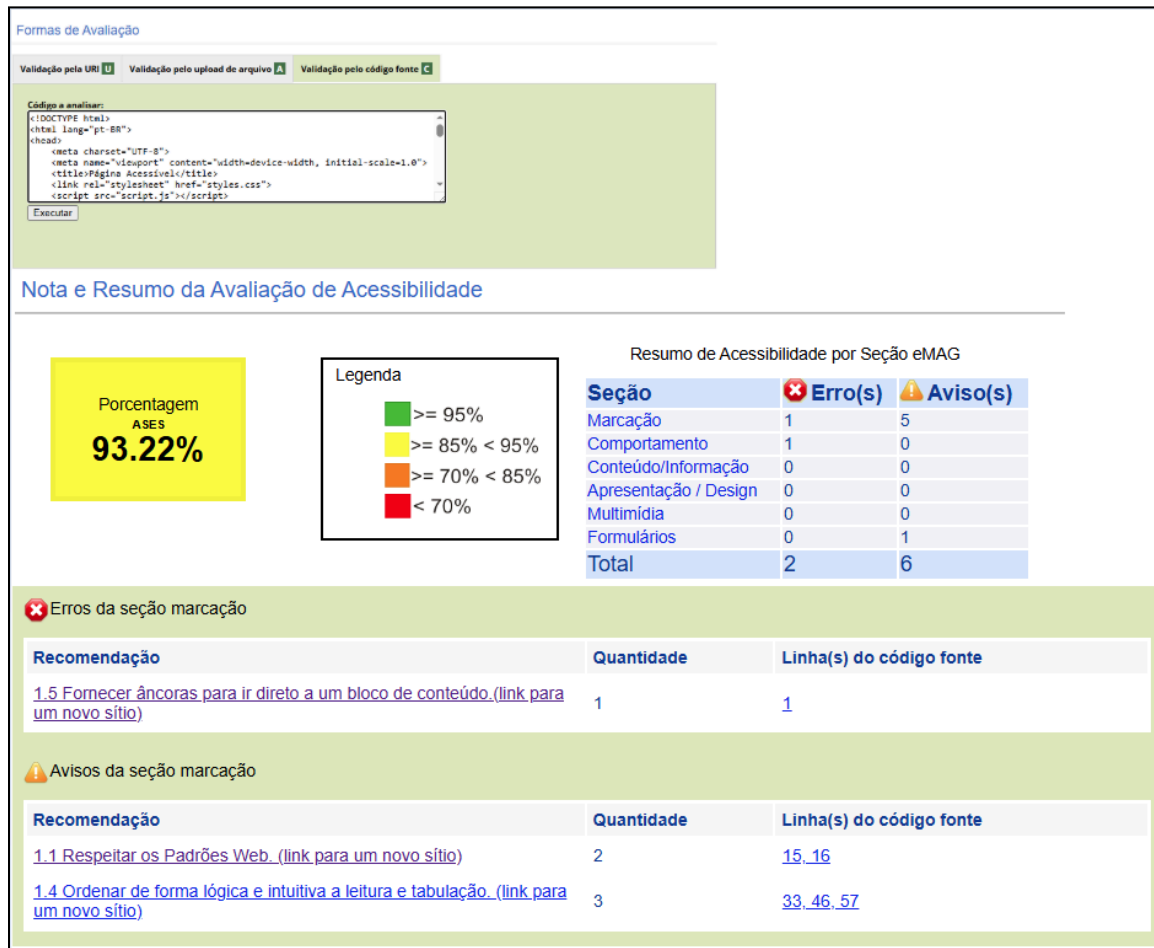 Formas de Avaliação
Validação pela URI U Validação pelo upload de arquivo A Validação pelo código fonte C
Código a analisar:
<!DOCTYPE html>
<html lang="pt-BR">
<head>
<meta charset="UTF-8">
<meta name="viewport" content="width=device-width, initial-scale=1.0">
<title>Página Acessível</title>
<link rel="stylesheet" href="styles.css">
<script src="script.js"></script>
Executar
Nota e Resumo da Avaliação de Acessibilidade
Porcentagem
ASES
93.22%
Legenda
>= 95%
>= 85% < 95%
>= 70% < 85%
< 70%
Resumo de Acessibilidade por Seção eMAG
Seção Erro(s) Aviso(s)
Marcação 1 5
Comportamento 1 0
Conteúdo/Informação 0 0
Apresentação / Design 0 0
Multimídia 0 0
Formulários 0 1
Total 2 6
Erros da seção marcação
Recomendação Quantidade Linha(s) do código fonte
1.5 Fornecer âncoras para ir direto a um bloco de conteúdo.(link para
um novo sítio) 1 1
Avisos da seção marcação
Recomendação Quantidade Linha(s) do código fonte
1.1 Respeitar os Padrões Web. (link para um novo sítio) 2 15, 16
1.4 Ordenar de forma lógica e intuitiva a leitura e tabulação. (link para
um novo sítio) 3 33, 46, 57